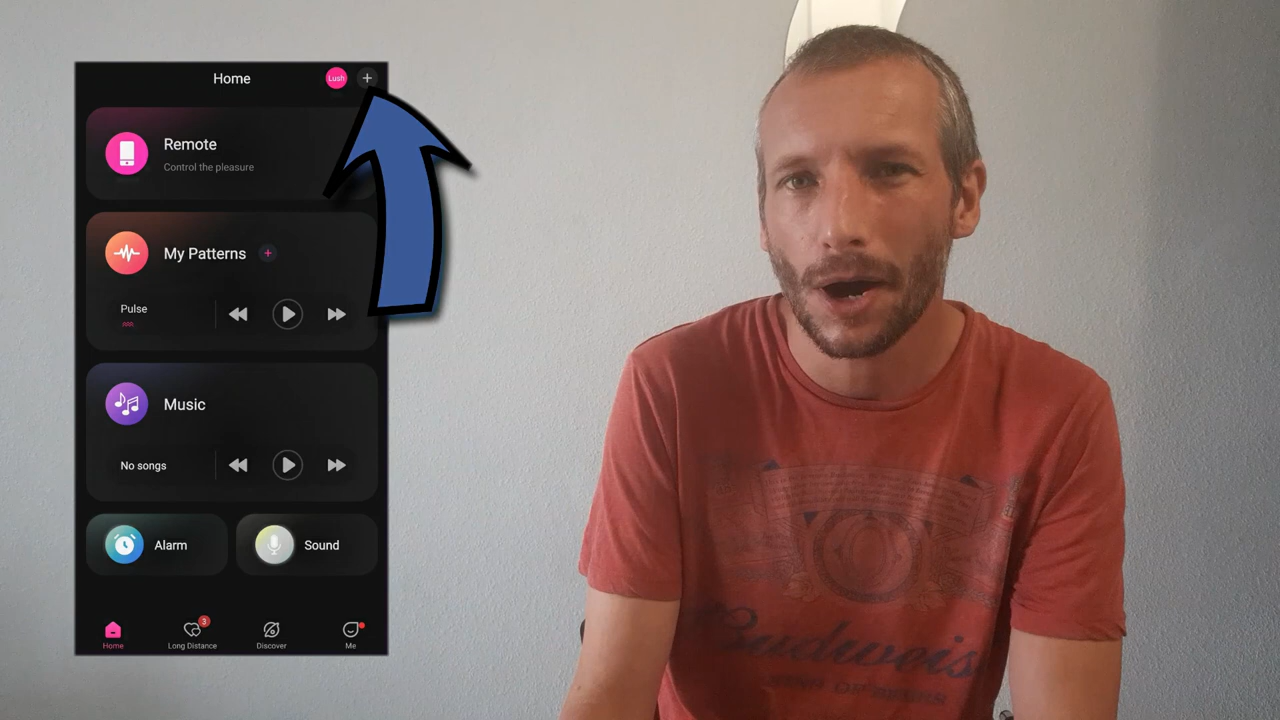 Home
Lush
Remote
Control the pleasure
My Patterns
Pulse
Music
No songs
Alarm
Sound
3
Home
Long Distance
Discover
Me
Budweis